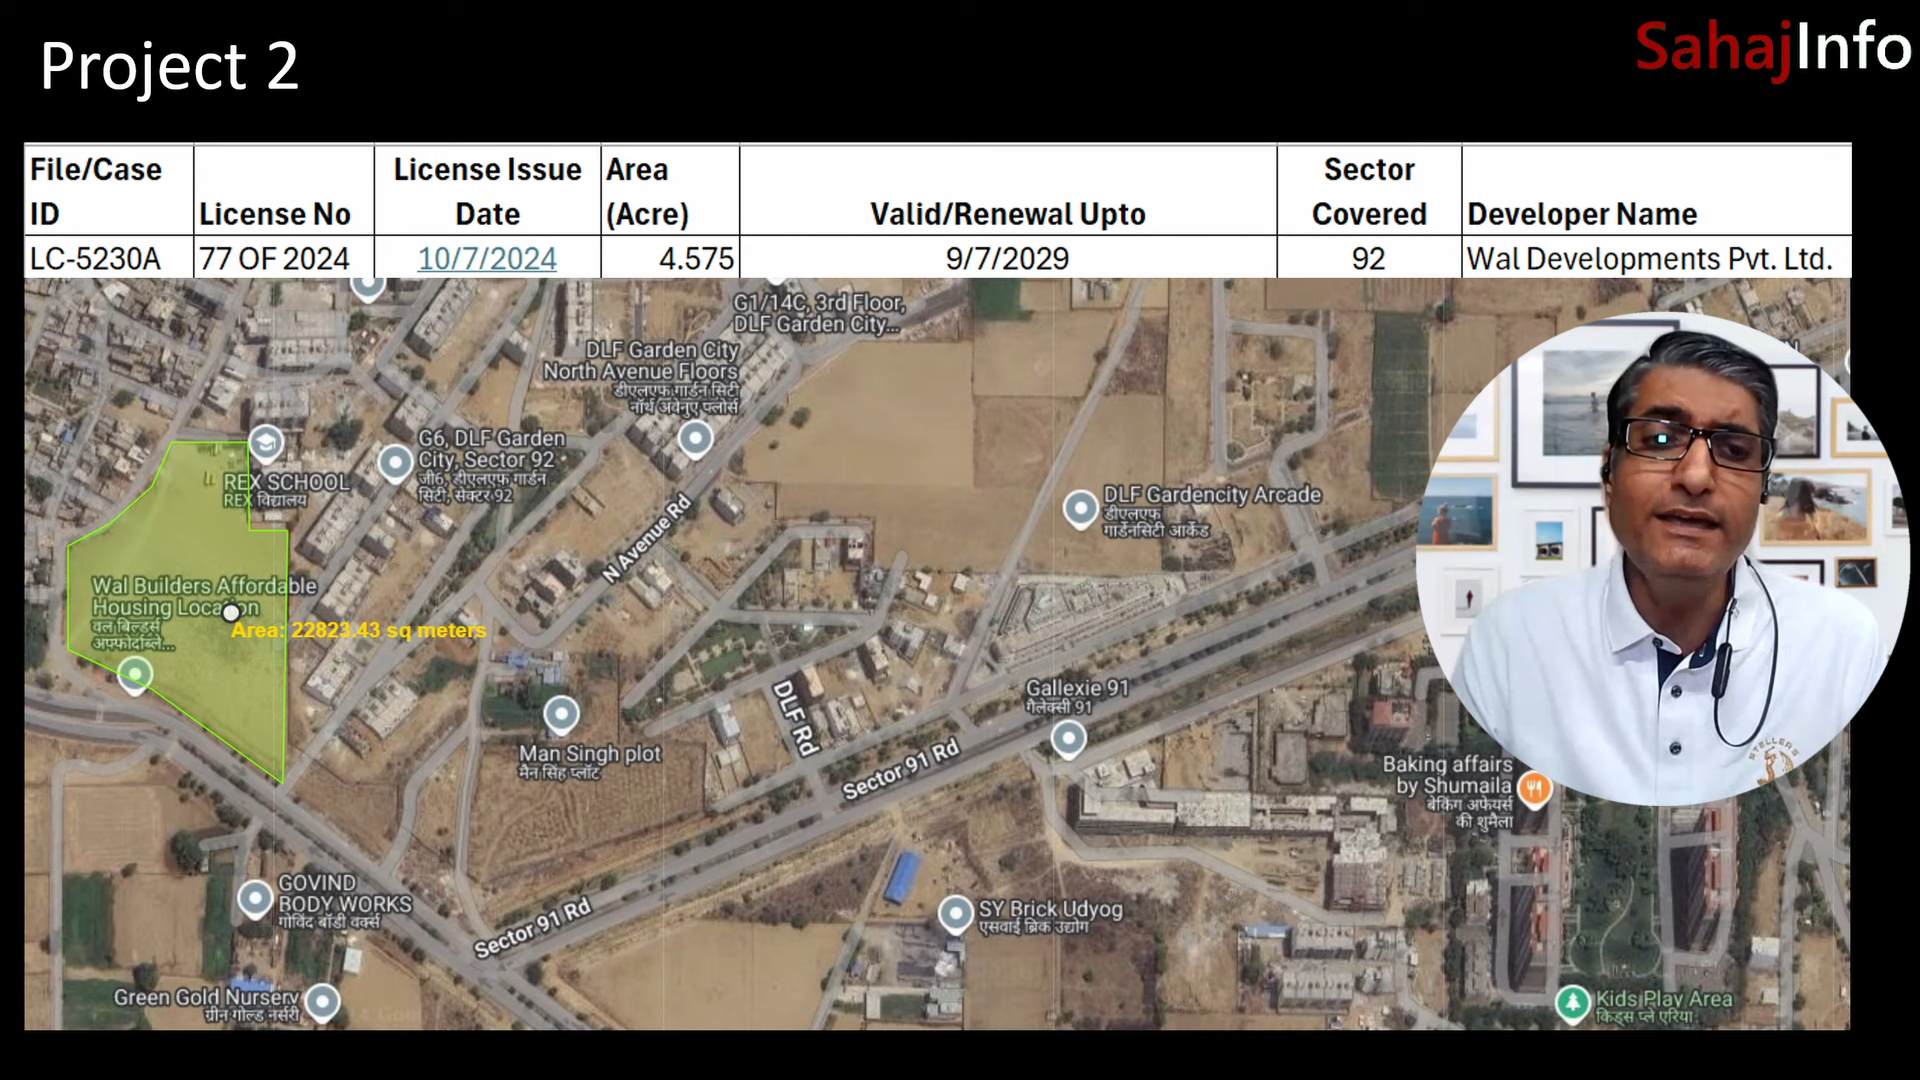 Project 2
SahajInfo
File/Case ID
License No
License Issue Date
Area (Acre)
Valid/Renewal Upto
Sector Covered
Developer Name
LC-5230A
77 OF 2024
10/7/2024
4.575
9/7/2029
92
Wal Developments Pvt. Ltd.
G1/14C, 3rd Floor,
DLF Garden City...
DLF Garden City
North Avenue Floors
डीएलएफ गार्डन सिटी
नॉर्थ अवेनुए फ्लोर्स
G6, DLF Garden
City, Sector 92
जी6, डीएलएफ गार्डन
सिटी, सेक्टर 92
REX SCHOOL
REX विद्यालय
N Avenue Rd
DLF Gardencity Arcade
डीएलएफ
गार्डेनसिटी आर्केड
Wal Builders Affordable
Housing Location
वल बिल्डर्स
अफ्फोर्दाब्ले...
Area: 22823.43 sq meters
Gallexie 91
गैलेक्सी 91
DLF Rd
Man Singh plot
मैन सिंह प्लॉट
Sector 91 Rd
Baking affairs
by Shumaila
बेकिंग अफेयर्स
की शुमैला
STELLERS
GOVIND
BODY WORKS
गोविंद बॉडी वर्क्स
SY Brick Udyog
एसवाई ब्रिक उद्योग
Sector 91 Rd
Green Gold Nursery
ग्रीन गोल्ड नर्सरी
Kids Play Area
किड्स प्ले एरिया